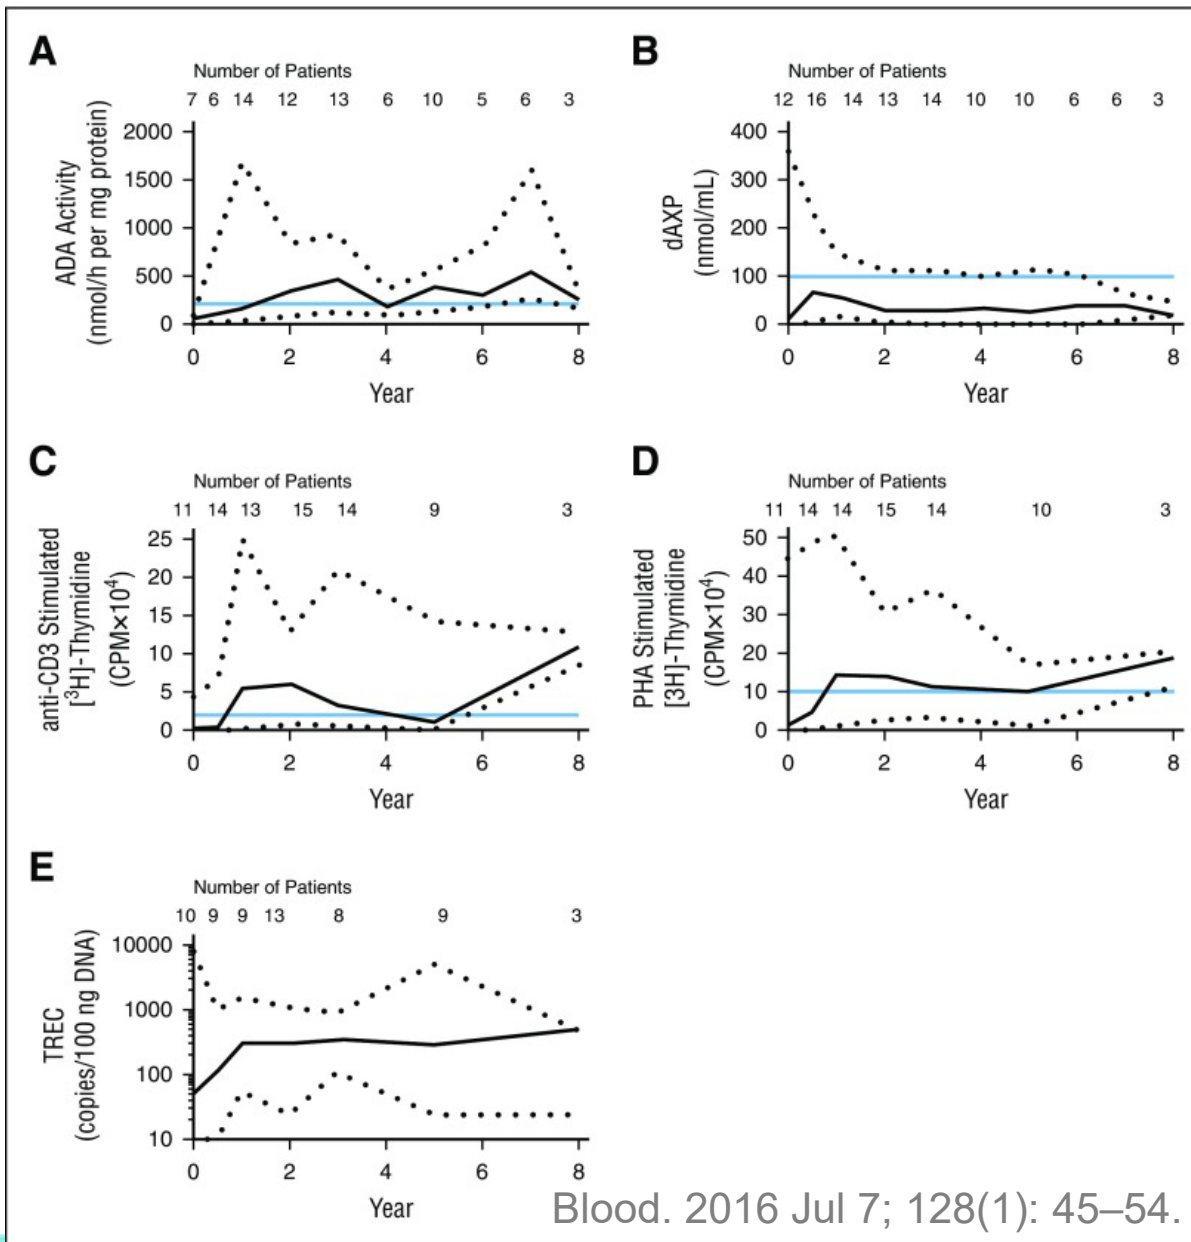 A
Number of Patients
7 6 14 12 13 6 10 5 6 3
ADA Activity
(nmol/h per mg protein)
2000
1500
1000
500
0
0 2 4 6 8
Year
B
Number of Patients
12 16 14 13 14 10 10 6 6 3
dAXP
(nmol/mL)
400
300
200
100
0
0 2 4 6 8
Year
C
Number of Patients
11 14 13 15 14 9 3
anti-CD3 Stimulated
[³H]-Thymidine
(CPM×10⁴)
25
20
15
10
5
0
0 2 4 6 8
Year
D
Number of Patients
11 14 14 15 14 10 3
PHA Stimulated
[3H]-Thymidine
(CPM×10⁴)
50
40
30
20
10
0
0 2 4 6 8
Year
E
Number of Patients
10 9 9 13 8 9 3
TREC
(copies/100 ng DNA)
10000
1000
100
10
0 2 4 6 8
Year
Blood. 2016 Jul 7; 128(1): 45–54.